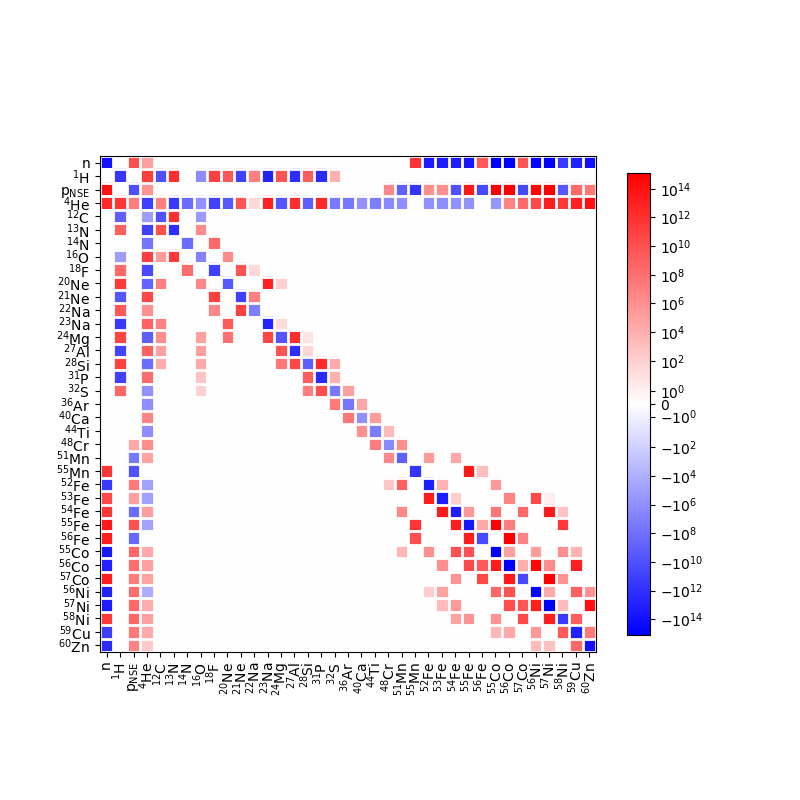 n
¹H
p_NSE
⁴He
¹²C
¹³N
¹⁴N
¹⁶O
¹⁸F
²⁰Ne
²¹Ne
²²Na
²³Na
²⁴Mg
²⁷Al
²⁸Si
³¹P
³²S
³⁶Ar
⁴⁰Ca
⁴⁴Ti
⁴⁸Cr
⁵¹Mn
⁵⁵Mn
⁵²Fe
⁵³Fe
⁵⁴Fe
⁵⁵Fe
⁵⁶Fe
⁵⁵Co
⁵⁶Co
⁵⁷Co
⁵⁶Ni
⁵⁷Ni
⁵⁸Ni
⁵⁹Cu
⁶⁰Zn
n ¹H p_NSE ⁴He ¹²C ¹³N ¹⁴N ¹⁶O ¹⁸F ²⁰Ne ²¹Ne ²²Na ²³Na ²⁴Mg ²⁷Al ²⁸Si ³¹P ³²S ³⁶Ar ⁴⁰Ca ⁴⁴Ti ⁴⁸Cr ⁵¹Mn ⁵⁵Mn ⁵²Fe ⁵³Fe ⁵⁴Fe ⁵⁵Fe ⁵⁶Fe ⁵⁵Co ⁵⁶Co ⁵⁷Co ⁵⁶Ni ⁵⁷Ni ⁵⁸Ni ⁵⁹Cu ⁶⁰Zn
10¹⁴
10¹²
10¹⁰
10⁸
10⁶
10⁴
10²
10⁰
0
−10⁰
−10²
−10⁴
−10⁶
−10⁸
−10¹⁰
−10¹²
−10¹⁴